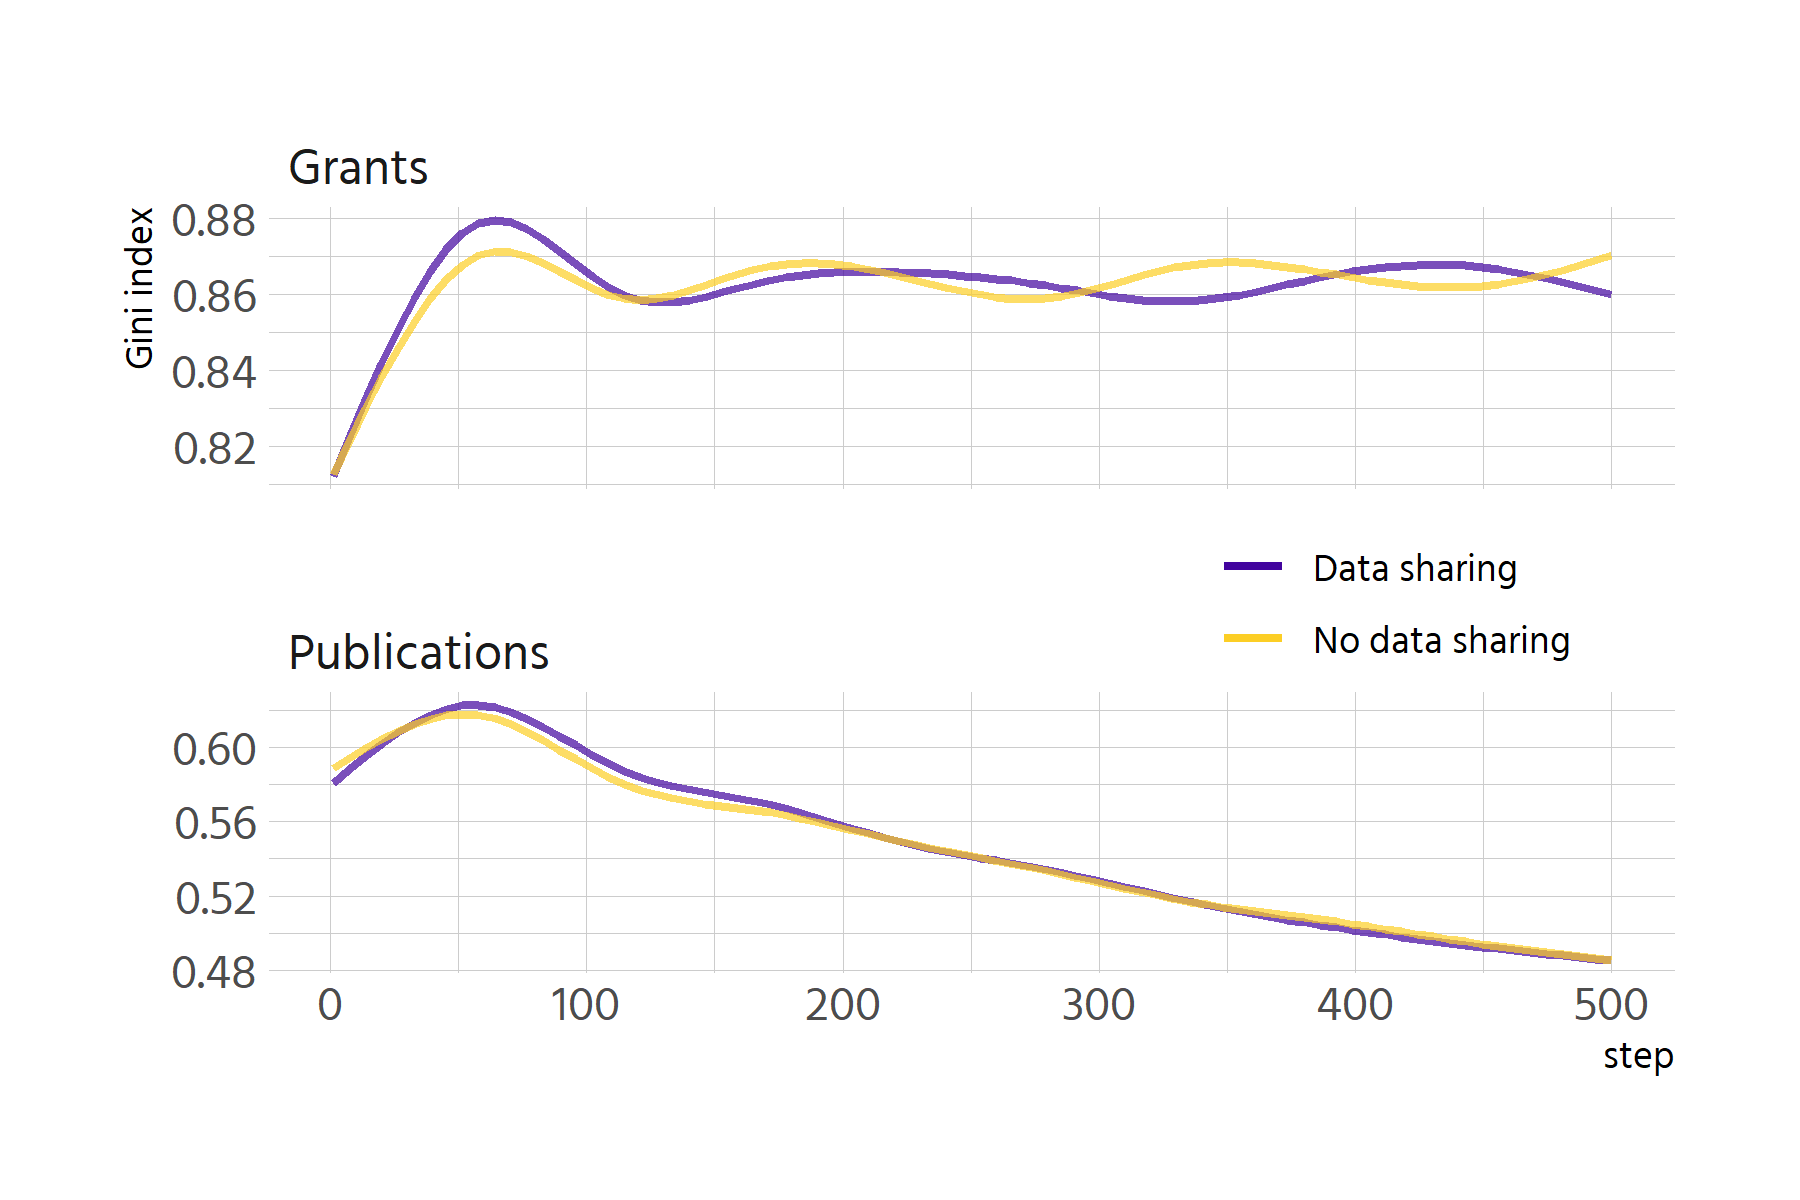 Grants
Gini index
0.88
0.86
0.84
0.82
Data sharing
No data sharing
Publications
0.60
0.56
0.52
0.48
0 100 200 300 400 500
step